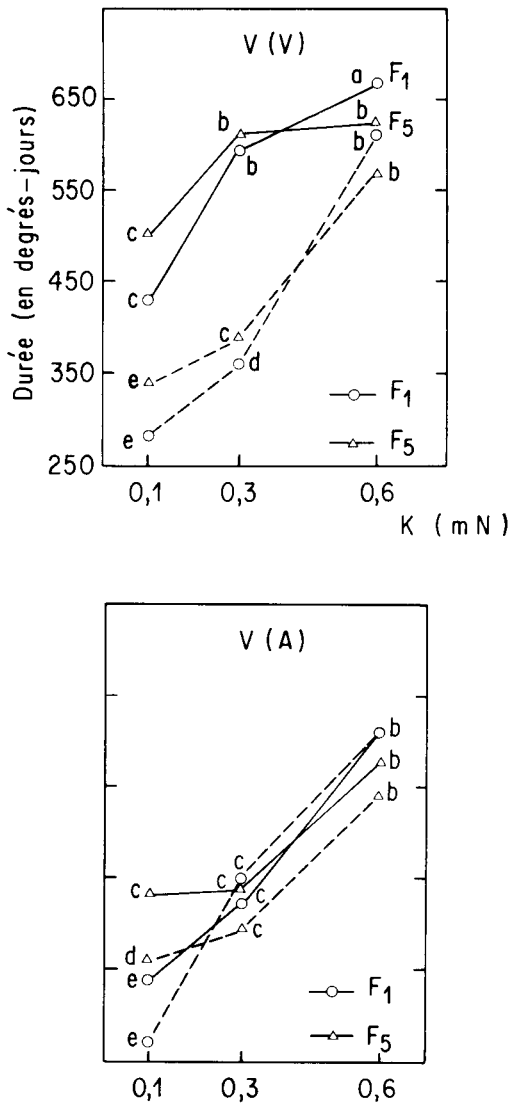 V (V)
a F1
650
b b F5
b b
550
b
c
450
c
c
e d
350
e F1
F5
250
0,1 0,3 0,6
K (mN)
Durée (en degrés-jours)
V (A)
b
b
b
c
c c c
d c
e
F1
e F5
0,1 0,3 0,6